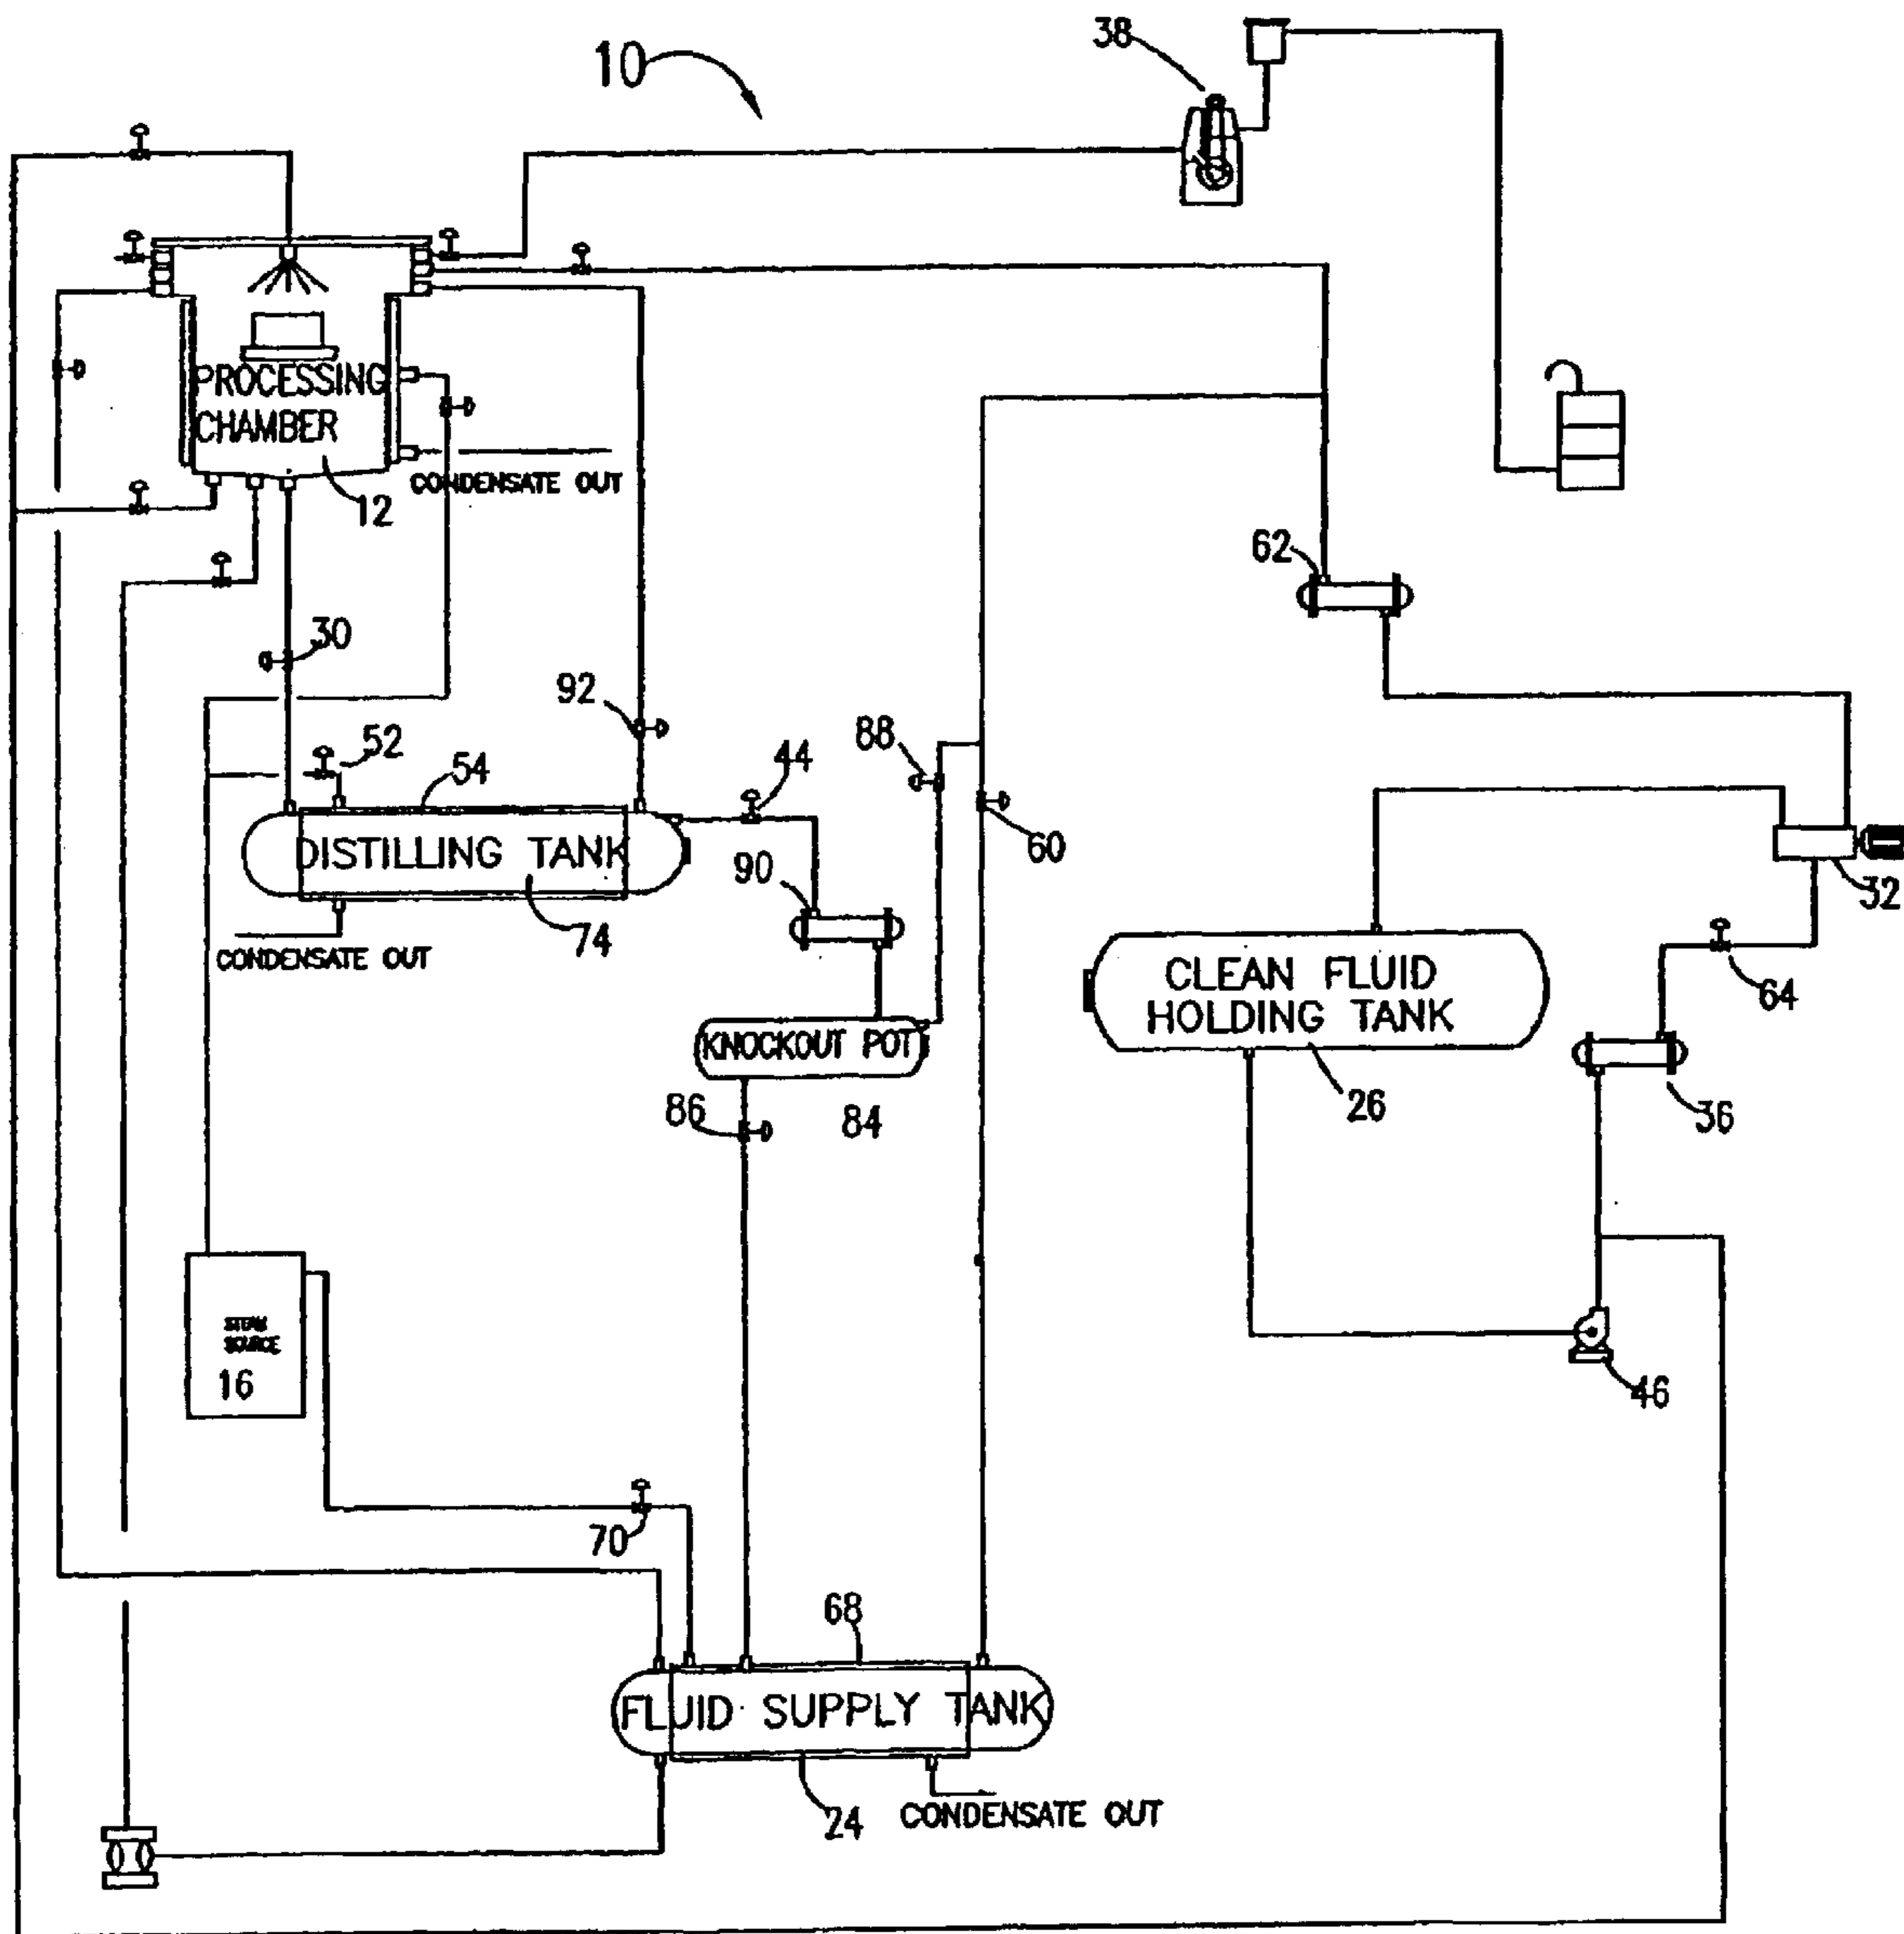 10
38
PROCESSING
CHAMBER
12
CONDENSATE OUT
62
30
92
52
54
44
88
60
DISTILLING TANK
90
74
32
CONDENSATE OUT
CLEAN FLUID
HOLDING TANK
64
KNOCKOUT POT
26
36
86
84
STEAM
SOURCE
16
46
70
68
FLUID SUPPLY TANK
24
CONDENSATE OUT